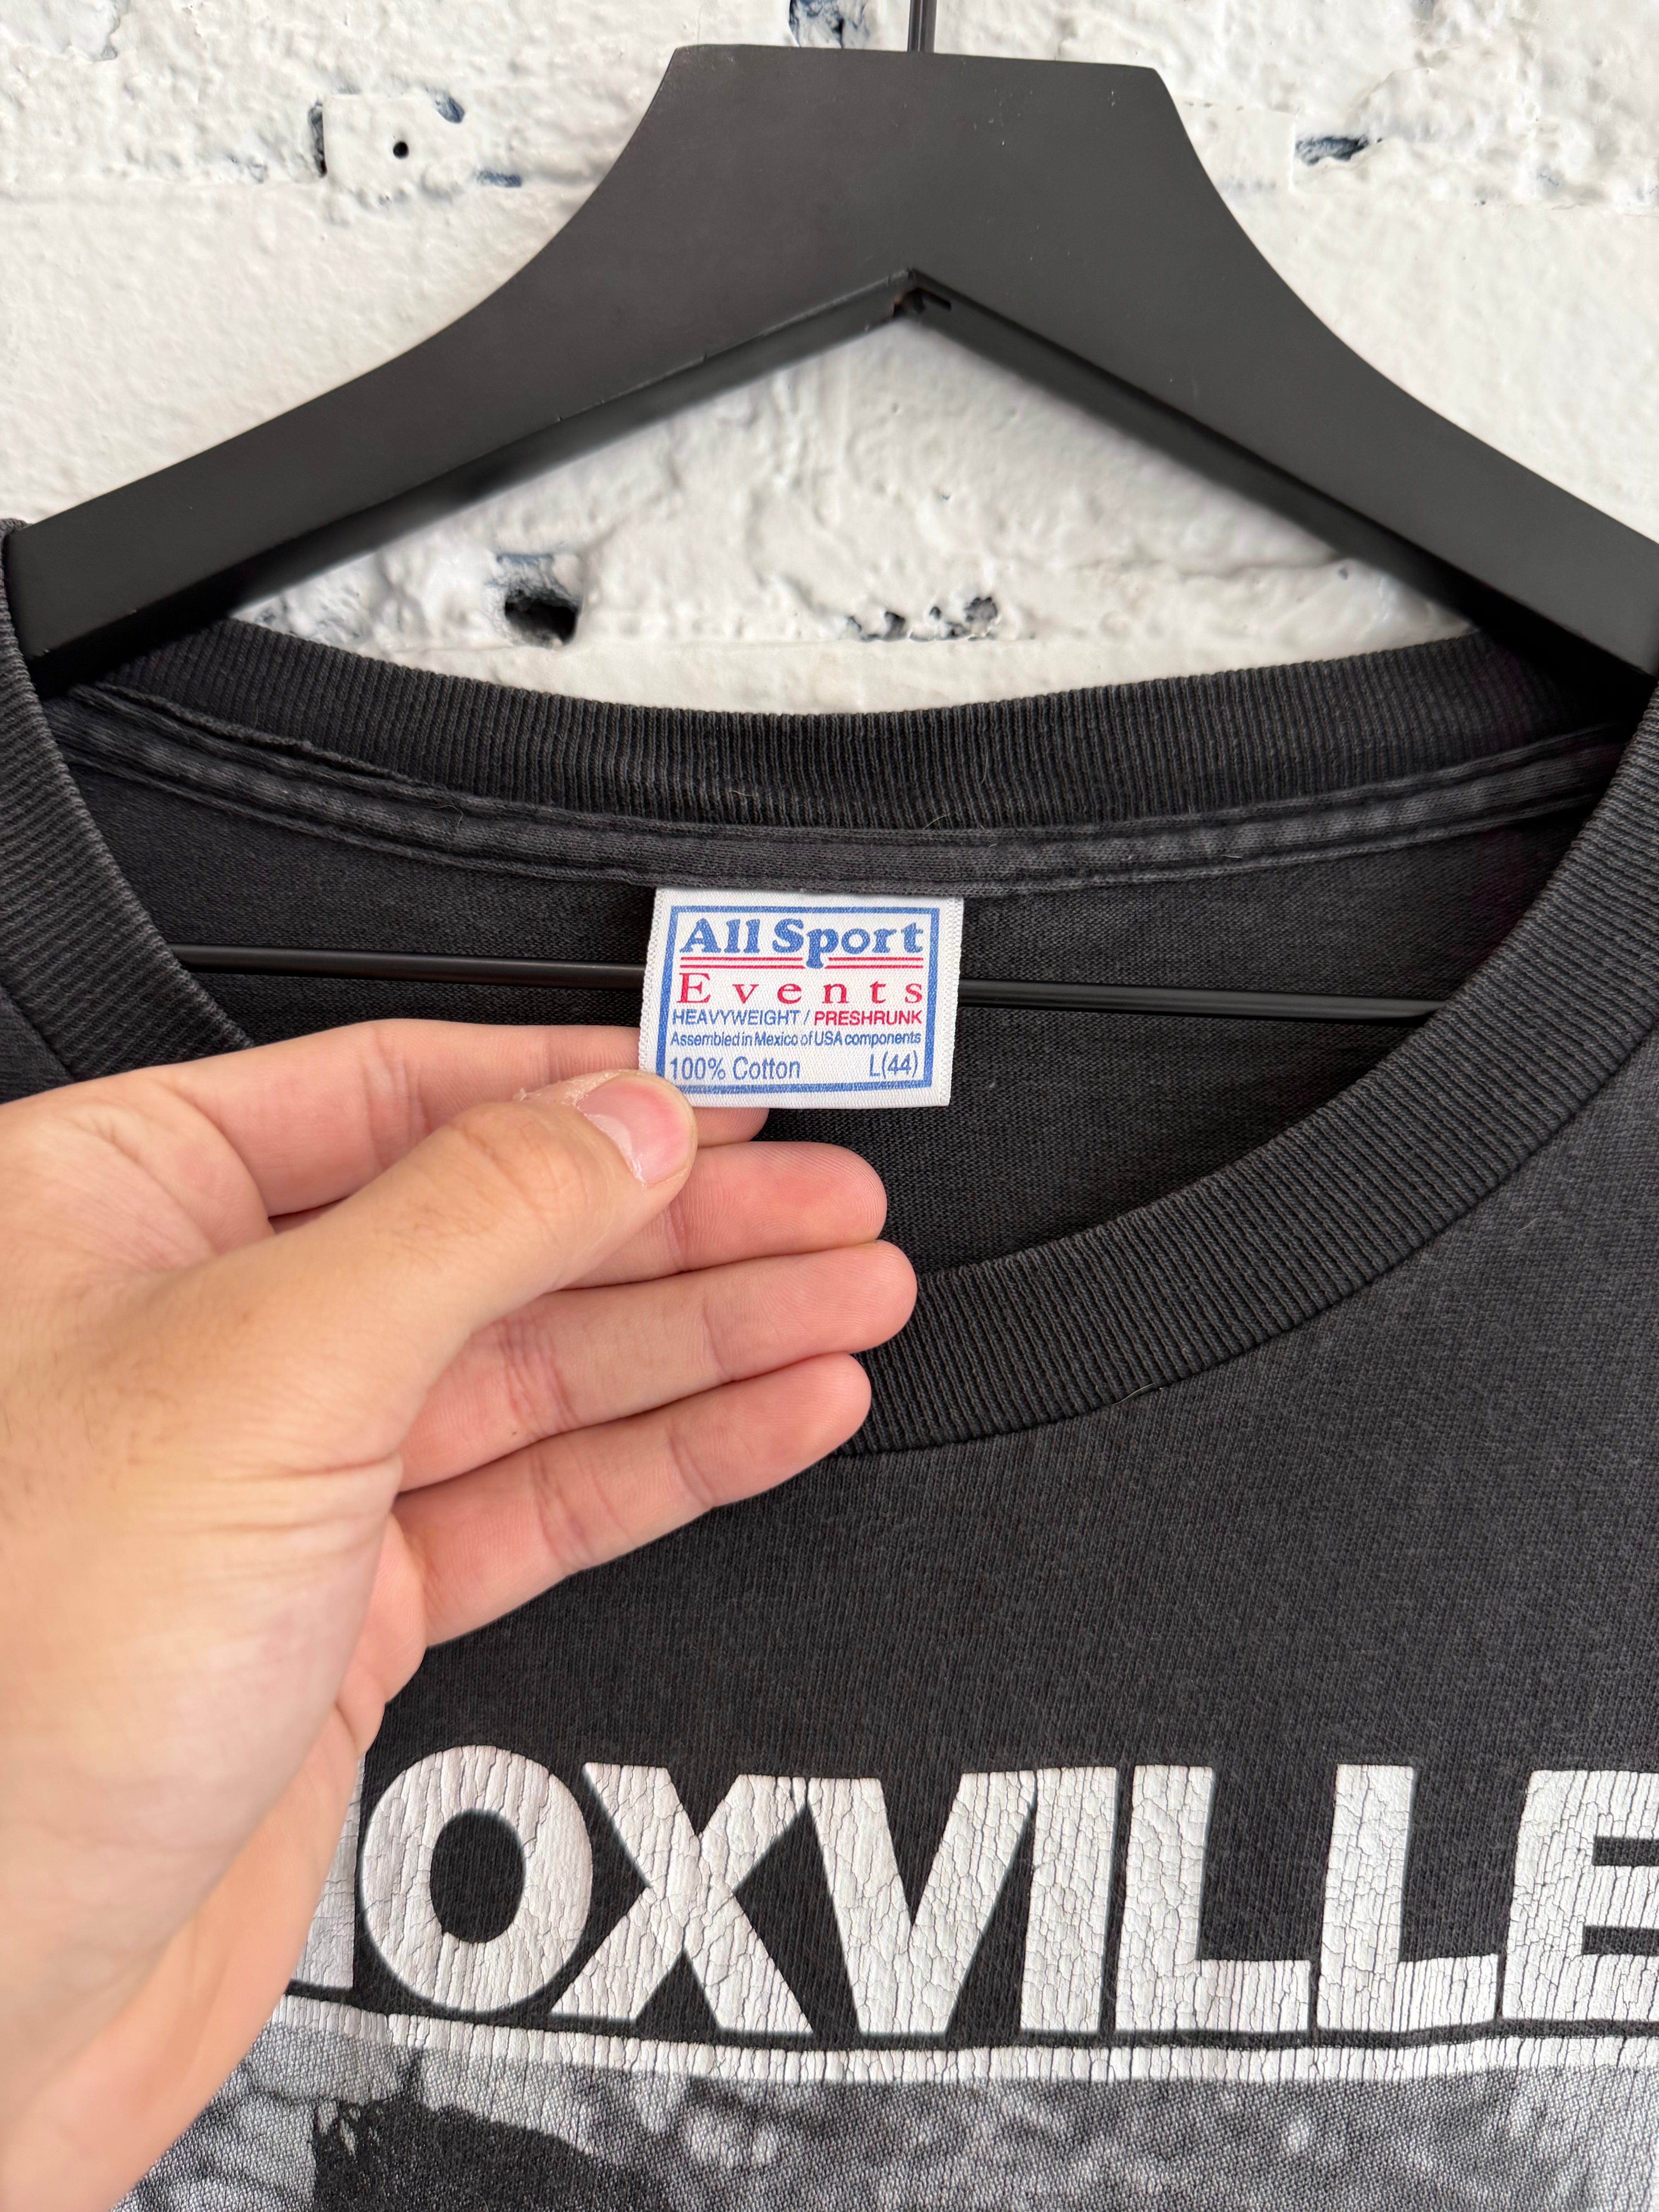 All Sport
Events
HEAVYWEIGHT / PRESHRUNK
Assembled in Mexico of USA components
100% Cotton L(44)
OXVILLE